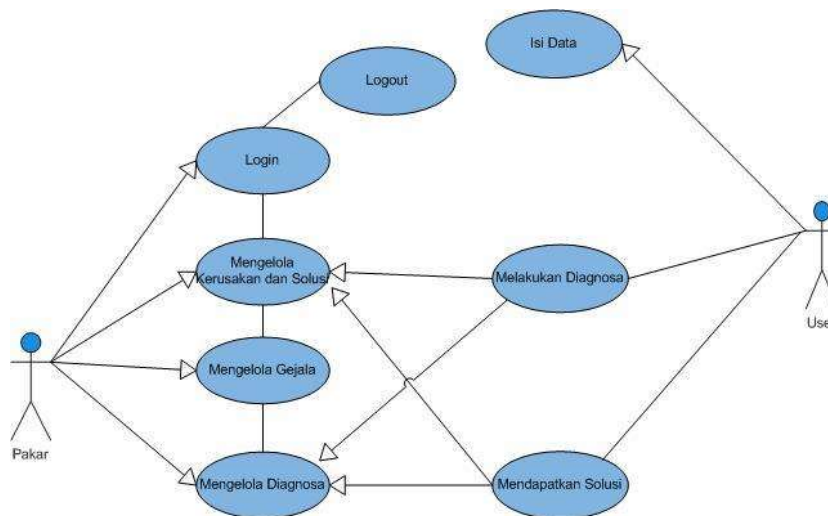 Isi Data
Logout
Login
Mengelola
Kerusakan dan Solusi
Melakukan Diagnosa
Use
Mengelola Gejala
Pakar
Mengelola Diagnosa
Mendapatkan Solusi